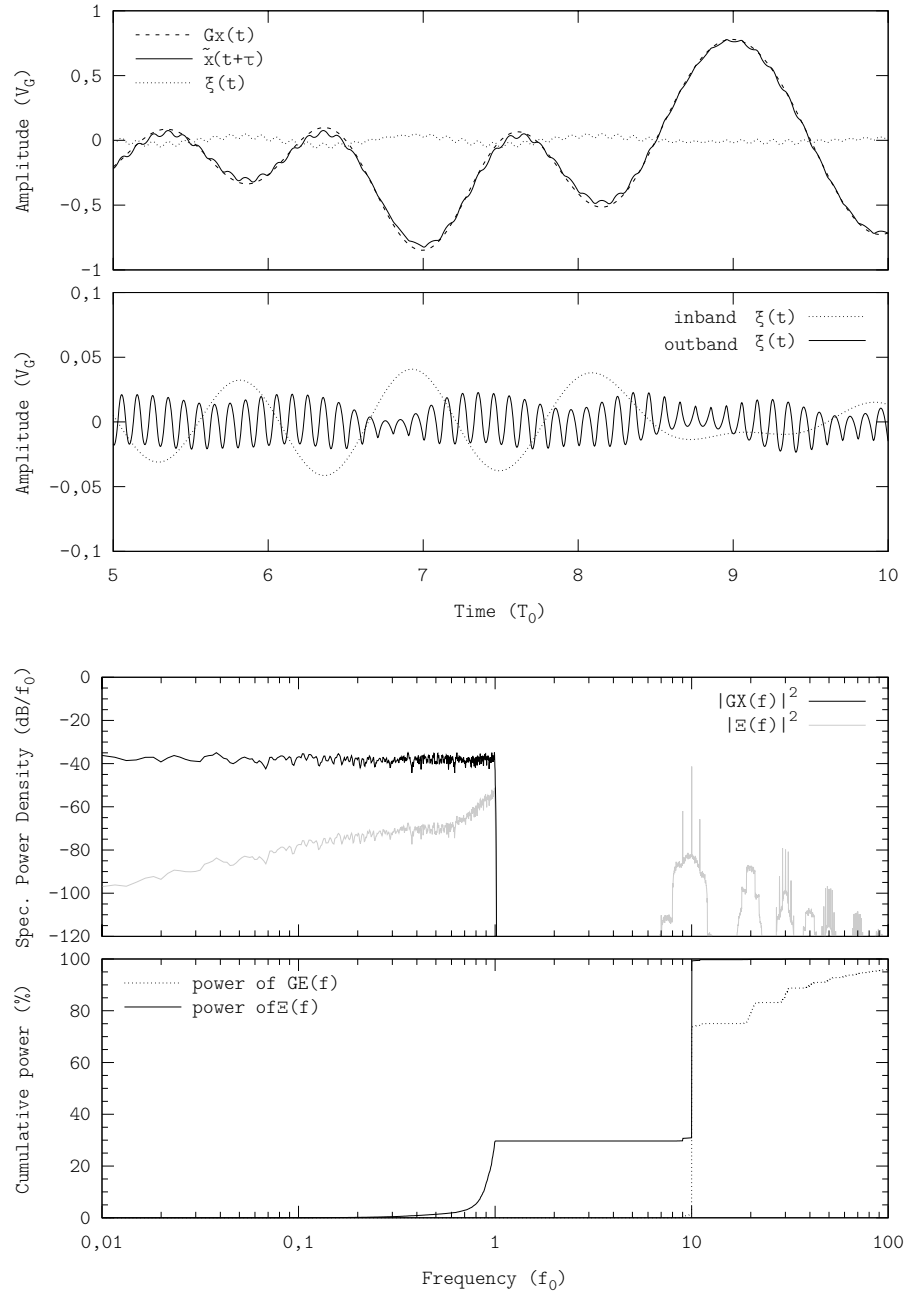 1
0,5
0
-0,5
-1
Amplitude (V_G)
Gx(t)
x̃(t+τ)
ξ(t)
0,1
0,05
0
-0,05
-0,1
Amplitude (V_G)
inband ξ(t)
outband ξ(t)
5 6 7 8 9 10
Time (T_0)
0
-20
-40
-60
-80
-100
-120
Spec. Power Density (dB/f_0)
|GX(f)|^2
|Ξ(f)|^2
100
80
60
40
20
0
Cumulative power (%)
power of GE(f)
power ofΞ(f)
0,01 0,1 1 10 100
Frequency (f_0)